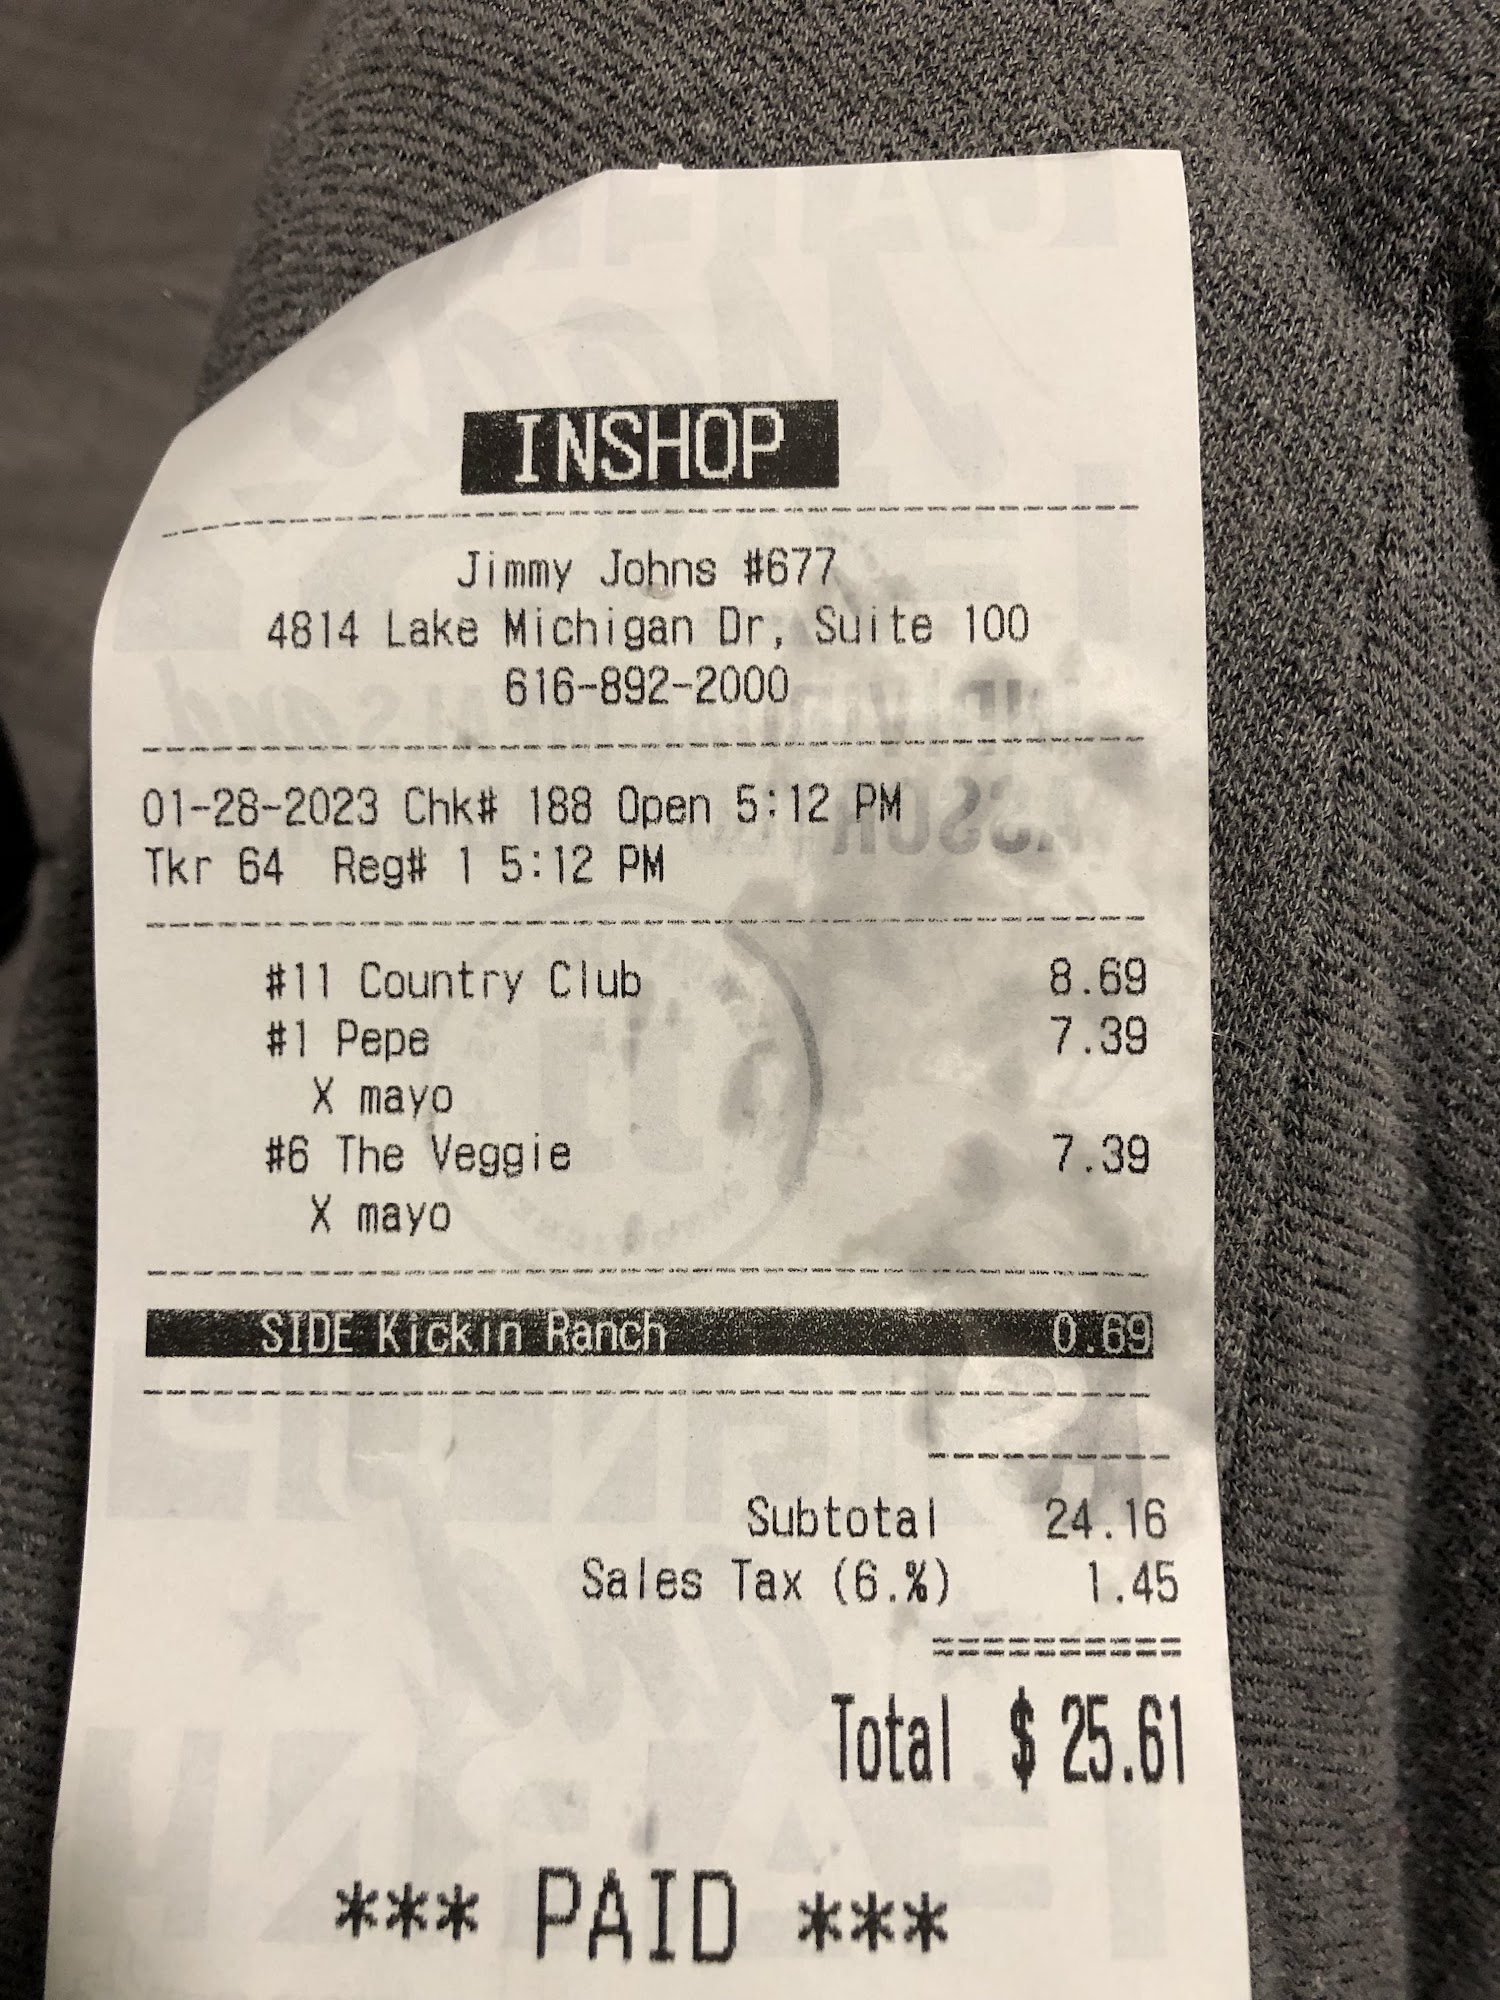 INSHOP
Jimmy Johns #677
4814 Lake Michigan Dr, Suite 100
616-892-2000
01-28-2023 Chk# 188 Open 5:12 PM
Tkr 64 Reg# 1 5:12 PM
#11 Country Club 8.69
#1 Pepe 7.39
X mayo
#6 The Veggie 7.39
X mayo
SIDE Kickin Ranch 0.69
Subtotal 24.16
Sales Tax (6.%) 1.45
==========
Total $ 25.61
*** PAID ***